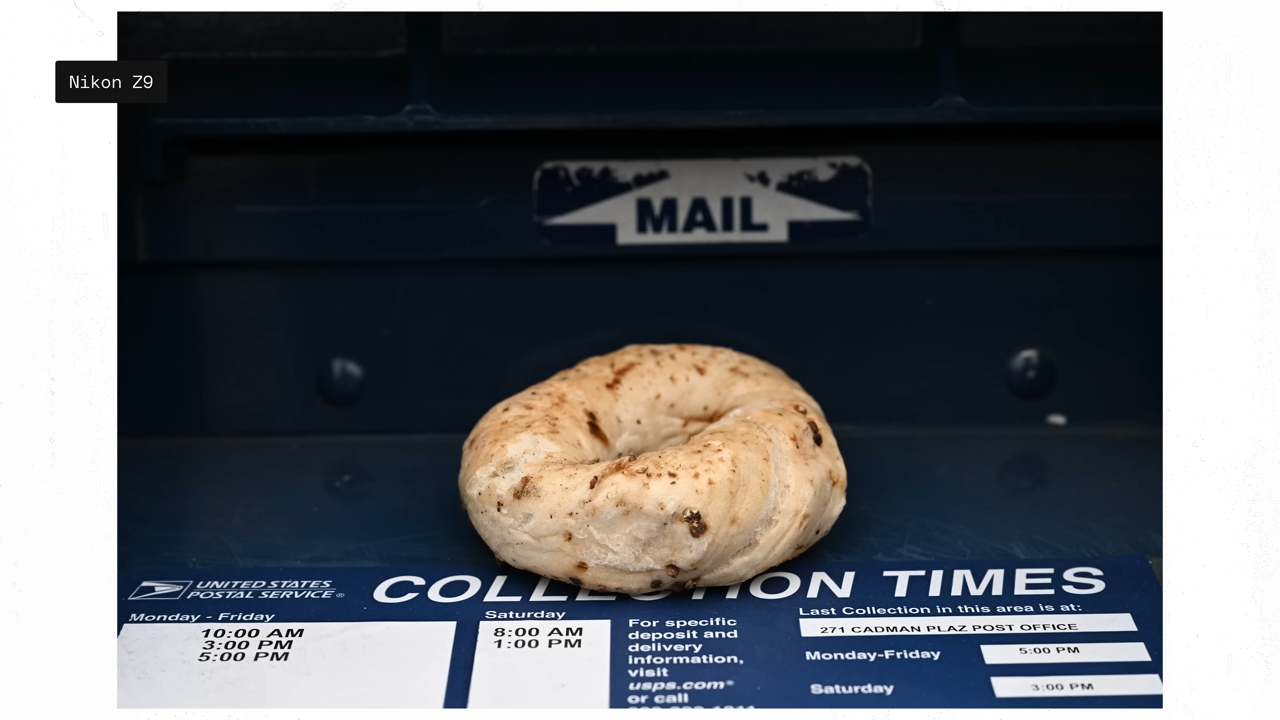 Nikon Z9
MAIL
UNITED STATES
POSTAL SERVICE®
COLLECTION TIMES
Monday - Friday
10:00 AM
3:00 PM
5:00 PM
Saturday
8:00 AM
1:00 PM
For specific
deposit and
delivery
information,
visit
usps.com®
or call
Last Collection in this area is at:
271 CADMAN PLAZ POST OFFICE
Monday-Friday
5:00 PM
Saturday
3:00 PM